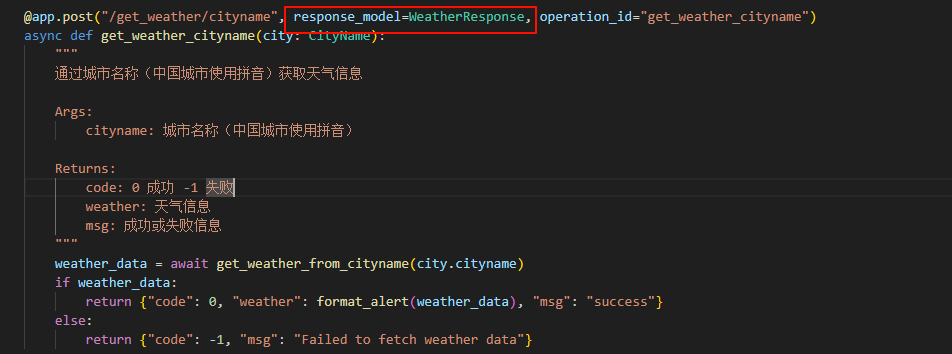 @app.post("/get_weather/cityname", response_model=WeatherResponse, operation_id="get_weather_cityname")
async def get_weather_cityname(city: CityName):
    """
    通过城市名称（中国城市使用拼音）获取天气信息
    Args:
        cityname: 城市名称（中国城市使用拼音）
    Returns:
        code: 0 成功 -1 失败
        weather: 天气信息
        msg: 成功或失败信息
    """
    weather_data = await get_weather_from_cityname(city.cityname)
    if weather_data:
        return {"code": 0, "weather": format_alert(weather_data), "msg": "success"}
    else:
        return {"code": -1, "msg": "Failed to fetch weather data"}